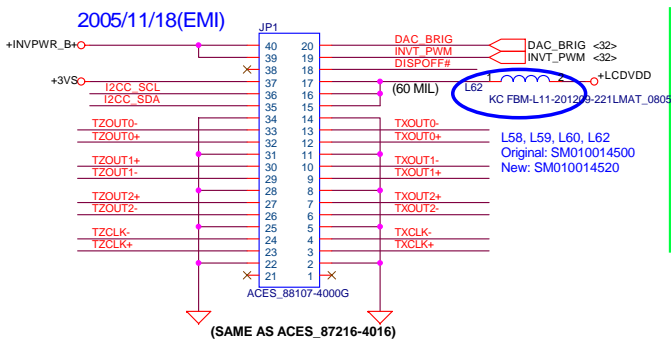 2005/11/18(EMI)
JP1
+INVPWR_B+
40 20 DAC_BRIG DAC_BRIG <32>
39 19 INVT_PWM INVT_PWM <32>
38 18 DISPOFF#
+3VS 37 17 1 2 +LCDVDD
I2CC_SCL 36 16 (60 MIL) L62
I2CC_SDA 35 15 KC FBM-L11-201209-221LMAT_0805
34 14
TZOUT0- 33 13 TXOUT0-
TZOUT0+ 32 12 TXOUT0+
31 11
TZOUT1+ 30 10 TXOUT1-
TZOUT1- 29 9 TXOUT1+
28 8
TZOUT2+ 27 7 TXOUT2+
TZOUT2- 26 6 TXOUT2-
25 5
TZCLK- 24 4 TXCLK-
TZCLK+ 23 3 TXCLK+
22 2
21 1
L58, L59, L60, L62
Original: SM010014500
New: SM010014520
ACES_88107-4000G
(SAME AS ACES_87216-4016)